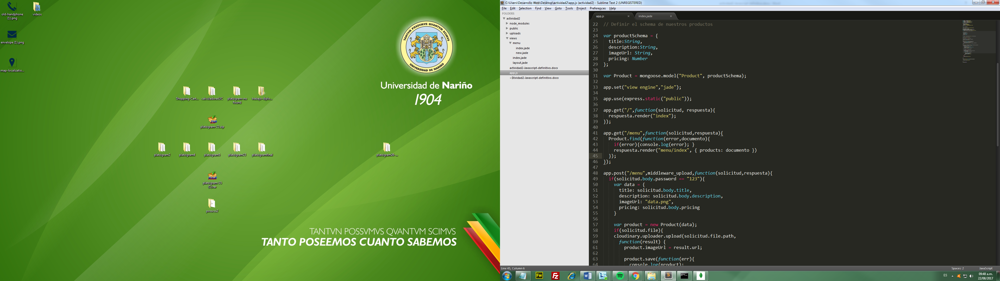 old-handphone
(1).png
videos
envelope (1).png
map-localizatio...
TANTVM POSSVMVS QVANTVM SCIMVS
UNIVERSIDAD DE NARIÑO
Universidad de Nariño
1904
Shopping-Cart...
calculadorasUC
platzigram-no
found
trabajo-diplo...
platzigram-23.zip
platzigram2
platzigram4
platzigram5
platzigram23
platzigramfinal
platzigram26-...
platzigram-15
(1).rar
posscss2
TANTVN POSSVMVS QVANTVM SCIMVS
TANTO POSEEMOS CUANTO SABEMOS
C:\Users\Desarrollo Web\Desktop\actividad2\app.js (actividad2) - Sublime Text 2 (UNREGISTERED)
File Edit Selection Find View Goto Tools Project Preferences Help
FOLDERS
actividad2
node_modules
public
uploads
views
menu
index.jade
new.jade
index.jade
layout.jade
actividad2-Javascript-definitivo.docx
app.js
~$tividad2-Javascript-definitivo.docx
app.js × index.jade ×
22 // Definir el schema de nuestros productos
23
24 var productSchema = {
25 title:String,
26 description:String,
27 imageUrl: String,
28 pricing: Number
29 };
30
31 var Product = mongoose.model("Product", productSchema);
32
33 app.set("view engine","jade");
34
35 app.use(express.static("public"));
36
37 app.get("/",function(solicitud, respuesta){
38 respuesta.render("index");
39 });
40
41 app.get("/menu",function(solicitud,respuesta){
42 Product.find(function(error,documento){
43 if(error){console.log(error); }
44 respuesta.render("menu/index", { products: documento })
45 });
46 });
47
48 app.post("/menu",middleware_upload,function(solicitud,respuesta){
49 if(solicitud.body.password == "123"){
50 var data = {
51 title: solicitud.body.title,
52 description: solicitud.body.description,
53 imageUrl: "data.png",
54 pricing: solicitud.body.pricing
55 }
56
57 var product = new Product(data);
58 if(solicitud.file){
59 cloudinary.uploader.upload(solicitud.file.path,
60 function(result) {
61 product.imageUrl = result.url;
62
63 product.save(function(err){
64 console.log(product);
Line 45, Column 6
Spaces: 2
JavaScript
ES
09:48 a.m.
22/08/2017